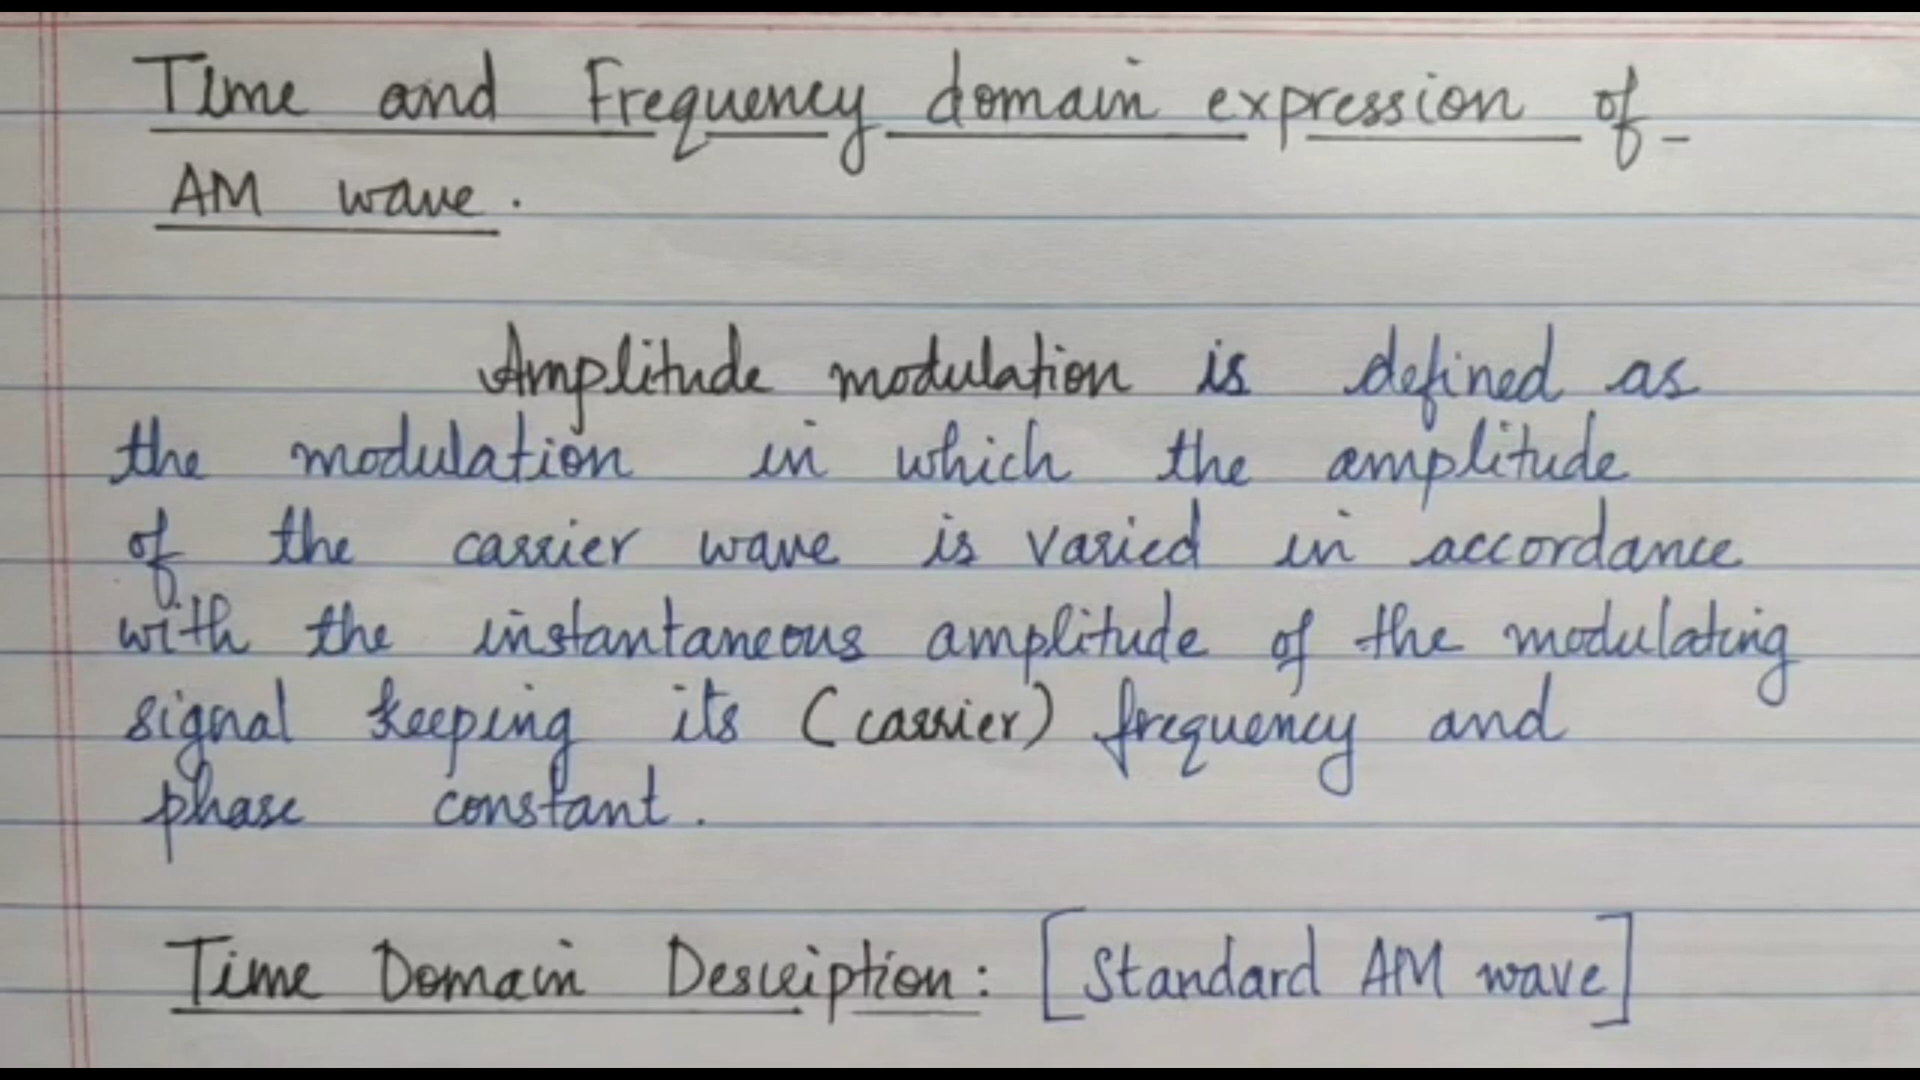 Time and Frequency domain expression of
AM wave.
Amplitude modulation is defined as
the modulation in which the amplitude
of the carrier wave is varied in accordance
with the instantaneous amplitude of the modulating
signal keeping its (carrier) frequency and
phase constant.
Time Domain Description: [Standard AM wave]